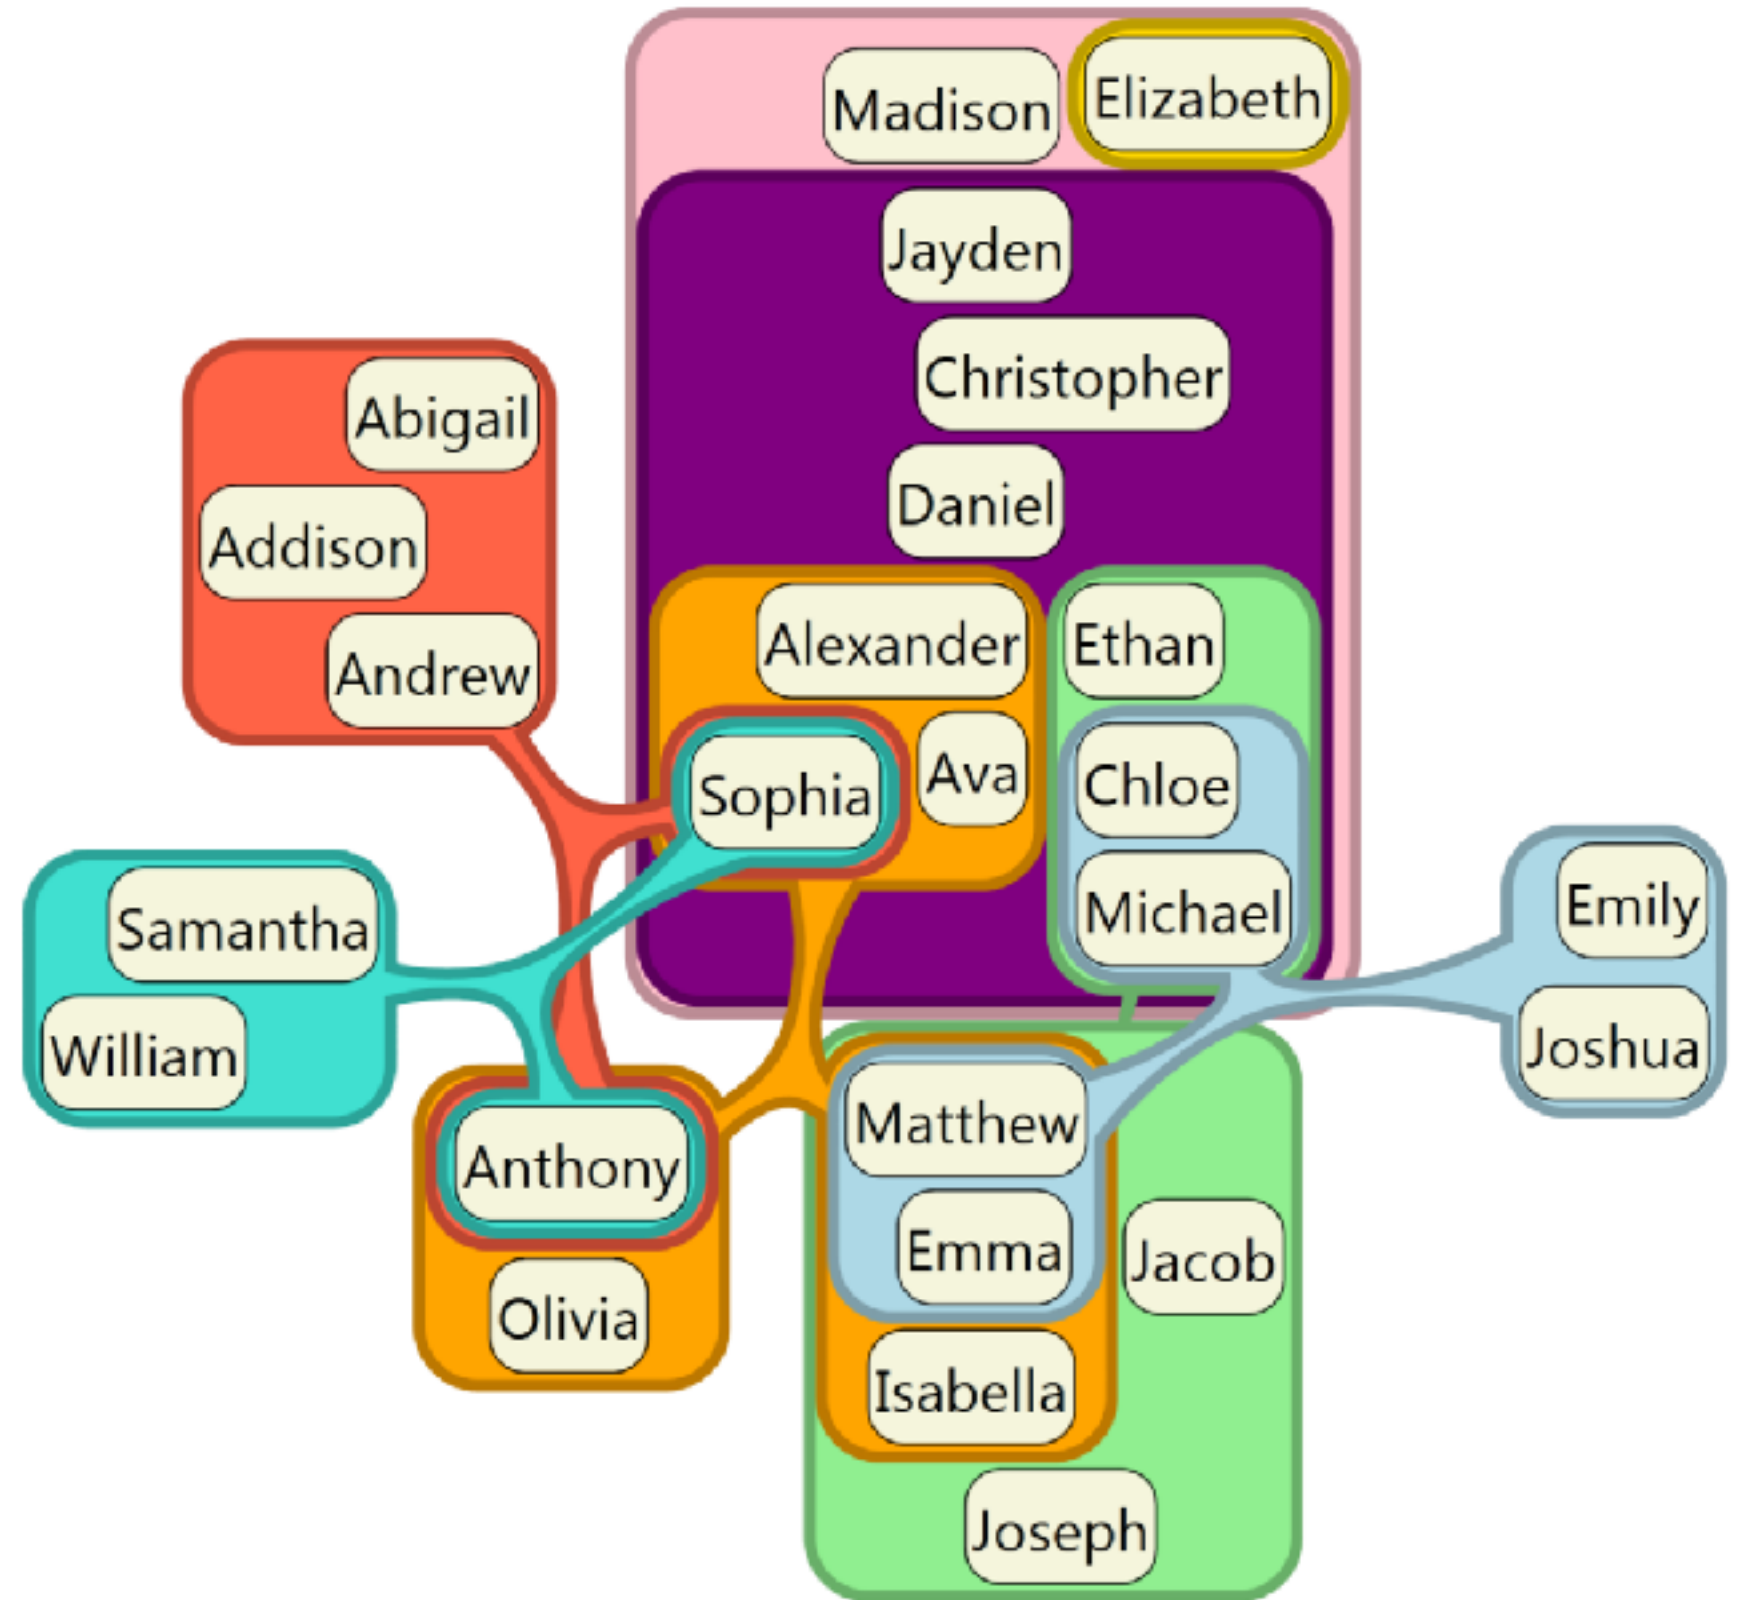 Madison
Elizabeth
Jayden
Christopher
Daniel
Abigail
Addison
Andrew
Alexander
Ethan
Sophia
Ava
Chloe
Michael
Samantha
William
Emily
Joshua
Anthony
Olivia
Matthew
Emma
Jacob
Isabella
Joseph